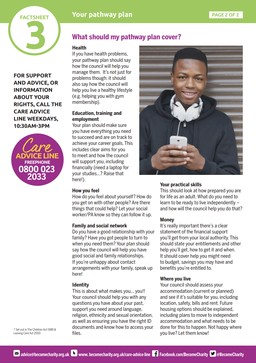 FACTSHEET
3
Your pathway plan
PAGE 2 OF 2
FOR SUPPORT
AND ADVICE, OR
INFORMATION
ABOUT YOUR
RIGHTS, CALL THE
CARE ADVICE
LINE WEEKDAYS,
10:30AM-3PM
Care
ADVICE LINE
FREEPHONE
0800 023
2033
What should my pathway plan cover?
Health
If you have health problems,
your pathway plan should say
how the council will help you
manage them. It's not just for
problems though: it should
also say how the council will
help you live a healthy lifestyle
(e.g. helping you with gym
membership).
Education, training and
employment
Your plan should make sure
you have everything you need
to succeed and are on track to
achieve your career goals. This
includes clear aims for you
to meet and how the council
will support you, including
financially (need a laptop for
your studies...? Raise that
here!).
How you feel
How do you feel about yourself? How do
you get on with other people? Are there
things that could help? Let your social
worker/PA know so they can follow it up.
Family and social network
Do you have a good relationship with your
family? Have you got people to turn to
when you need them? Your plan should
say how the council will help you have
good social and family relationships.
If you're unhappy about contact
arrangements with your family, speak up
here!
Identity
This is about what makes you... you!!
Your council should help you with any
questions you have about your past,
support you need around language,
religion, ethnicity and sexual orientation,
as well as ensuring you have the right ID
documents and know how to access your
files.
Your practical skills
This should look at how prepared you are
for life as an adult. What do you need to
learn to be ready to live independently –
and how will the council help you do that?
Money
It's really important there's a clear
statement of the financial support
you'll get from your local authority. This
should state your entitlements and other
help you'll get, how to get it and when.
It should cover help you might need
to budget, savings you may have and
benefits you're entitled to.
Where you live
Your council should assess your
accommodation (current or planned)
and see if it's suitable for you, including
location, safety, bills and rent. Future
housing options should be explained,
including plans to move to independent
accommodation and what needs to be
done for this to happen. Not happy where
you live? Let them know!
advice@becomecharity.org.uk
www.becomecharity.org.uk/care-advice-line
Facebook.com/BecomeCharity
@BecomeCharity